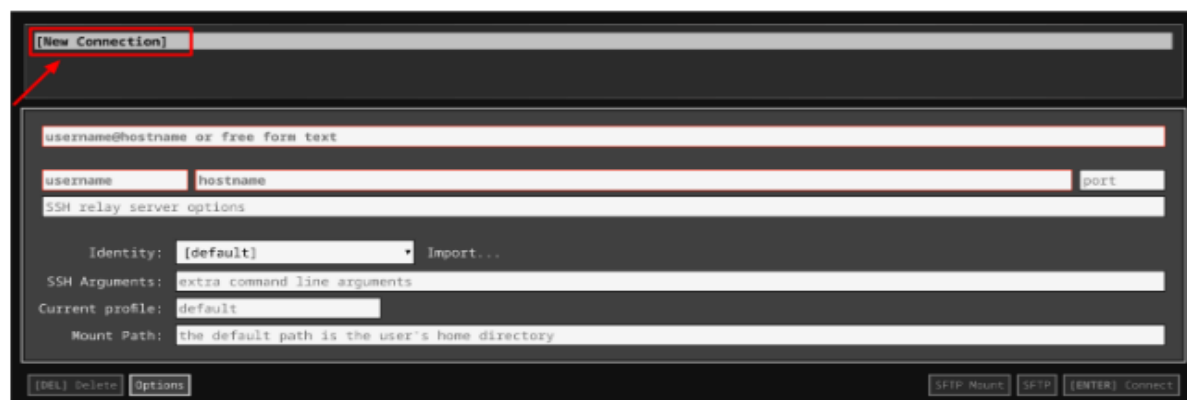 [New Connection]
username@hostname or free form text
username hostname port
SSH relay server options
Identity: [default] Import...
SSH Arguments: extra command line arguments
Current profile: default
Mount Path: the default path is the user's home directory
[DEL] Delete Options SFTP Mount SFTP [ENTER] Connect